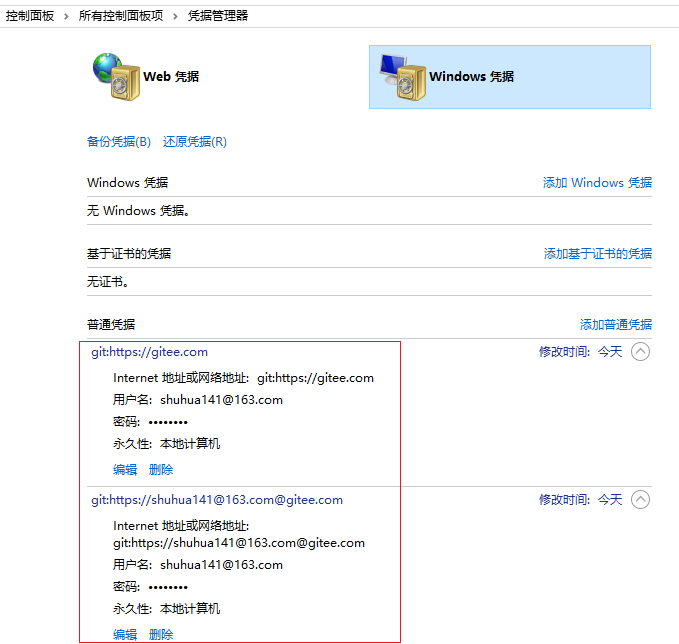 控制面板 › 所有控制面板项 › 凭据管理器
Web 凭据
Windows 凭据
备份凭据(B) 还原凭据(R)
Windows 凭据 添加 Windows 凭据
无 Windows 凭据。
基于证书的凭据 添加基于证书的凭据
无证书。
普通凭据 添加普通凭据
git:https://gitee.com 修改时间: 今天
Internet 地址或网络地址: git:https://gitee.com
用户名: shuhua141@163.com
密码: ••••••••
永久性: 本地计算机
编辑 删除
git:https://shuhua141@163.com@gitee.com 修改时间: 今天
Internet 地址或网络地址:
git:https://shuhua141@163.com@gitee.com
用户名: shuhua141@163.com
密码: ••••••••
永久性: 本地计算机
编辑 删除